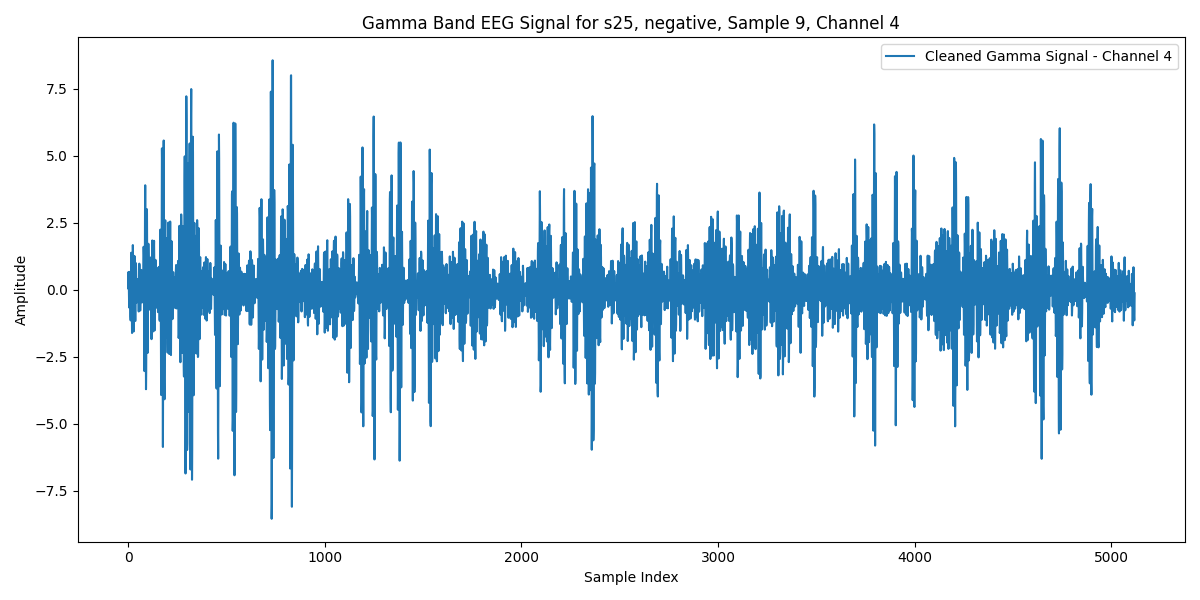 Gamma Band EEG Signal for s25, negative, Sample 9, Channel 4
Cleaned Gamma Signal - Channel 4
7.5
5.0
2.5
0.0
−2.5
−5.0
−7.5
Amplitude
0 1000 2000 3000 4000 5000
Sample Index